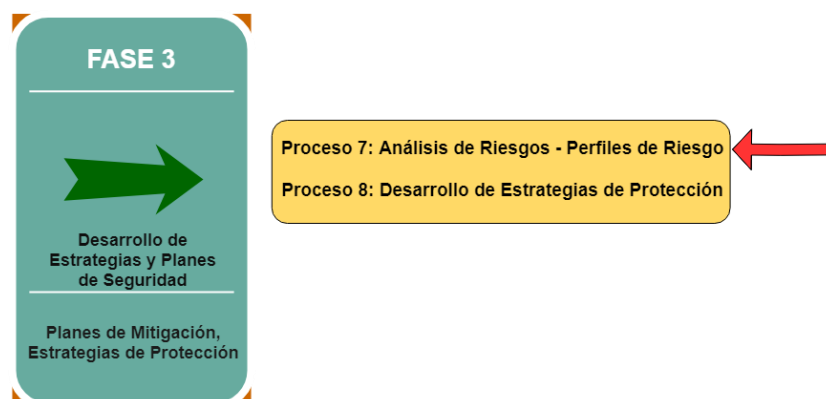 FASE 3
Desarrollo de
Estrategias y Planes
de Seguridad
Planes de Mitigación,
Estrategias de Protección
Proceso 7: Análisis de Riesgos - Perfiles de Riesgo
Proceso 8: Desarrollo de Estrategias de Protección